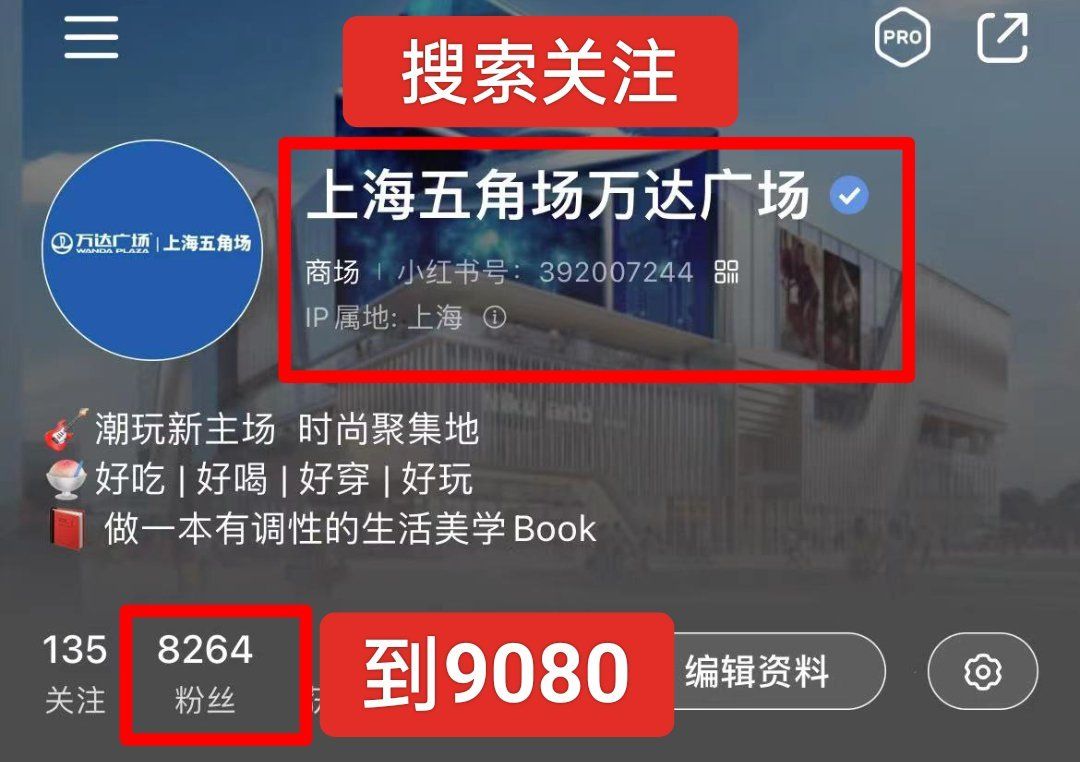 搜索关注
PRO
上海五角场万达广场
万达广场 | 上海五角场
WANDA PLAZA
商场 | 小红书号: 392007244
IP属地: 上海
潮玩新主场 时尚聚集地
好吃 | 好喝 | 好穿 | 好玩
做一本有调性的生活美学Book
135
关注
8264
粉丝
到9080
编辑资料